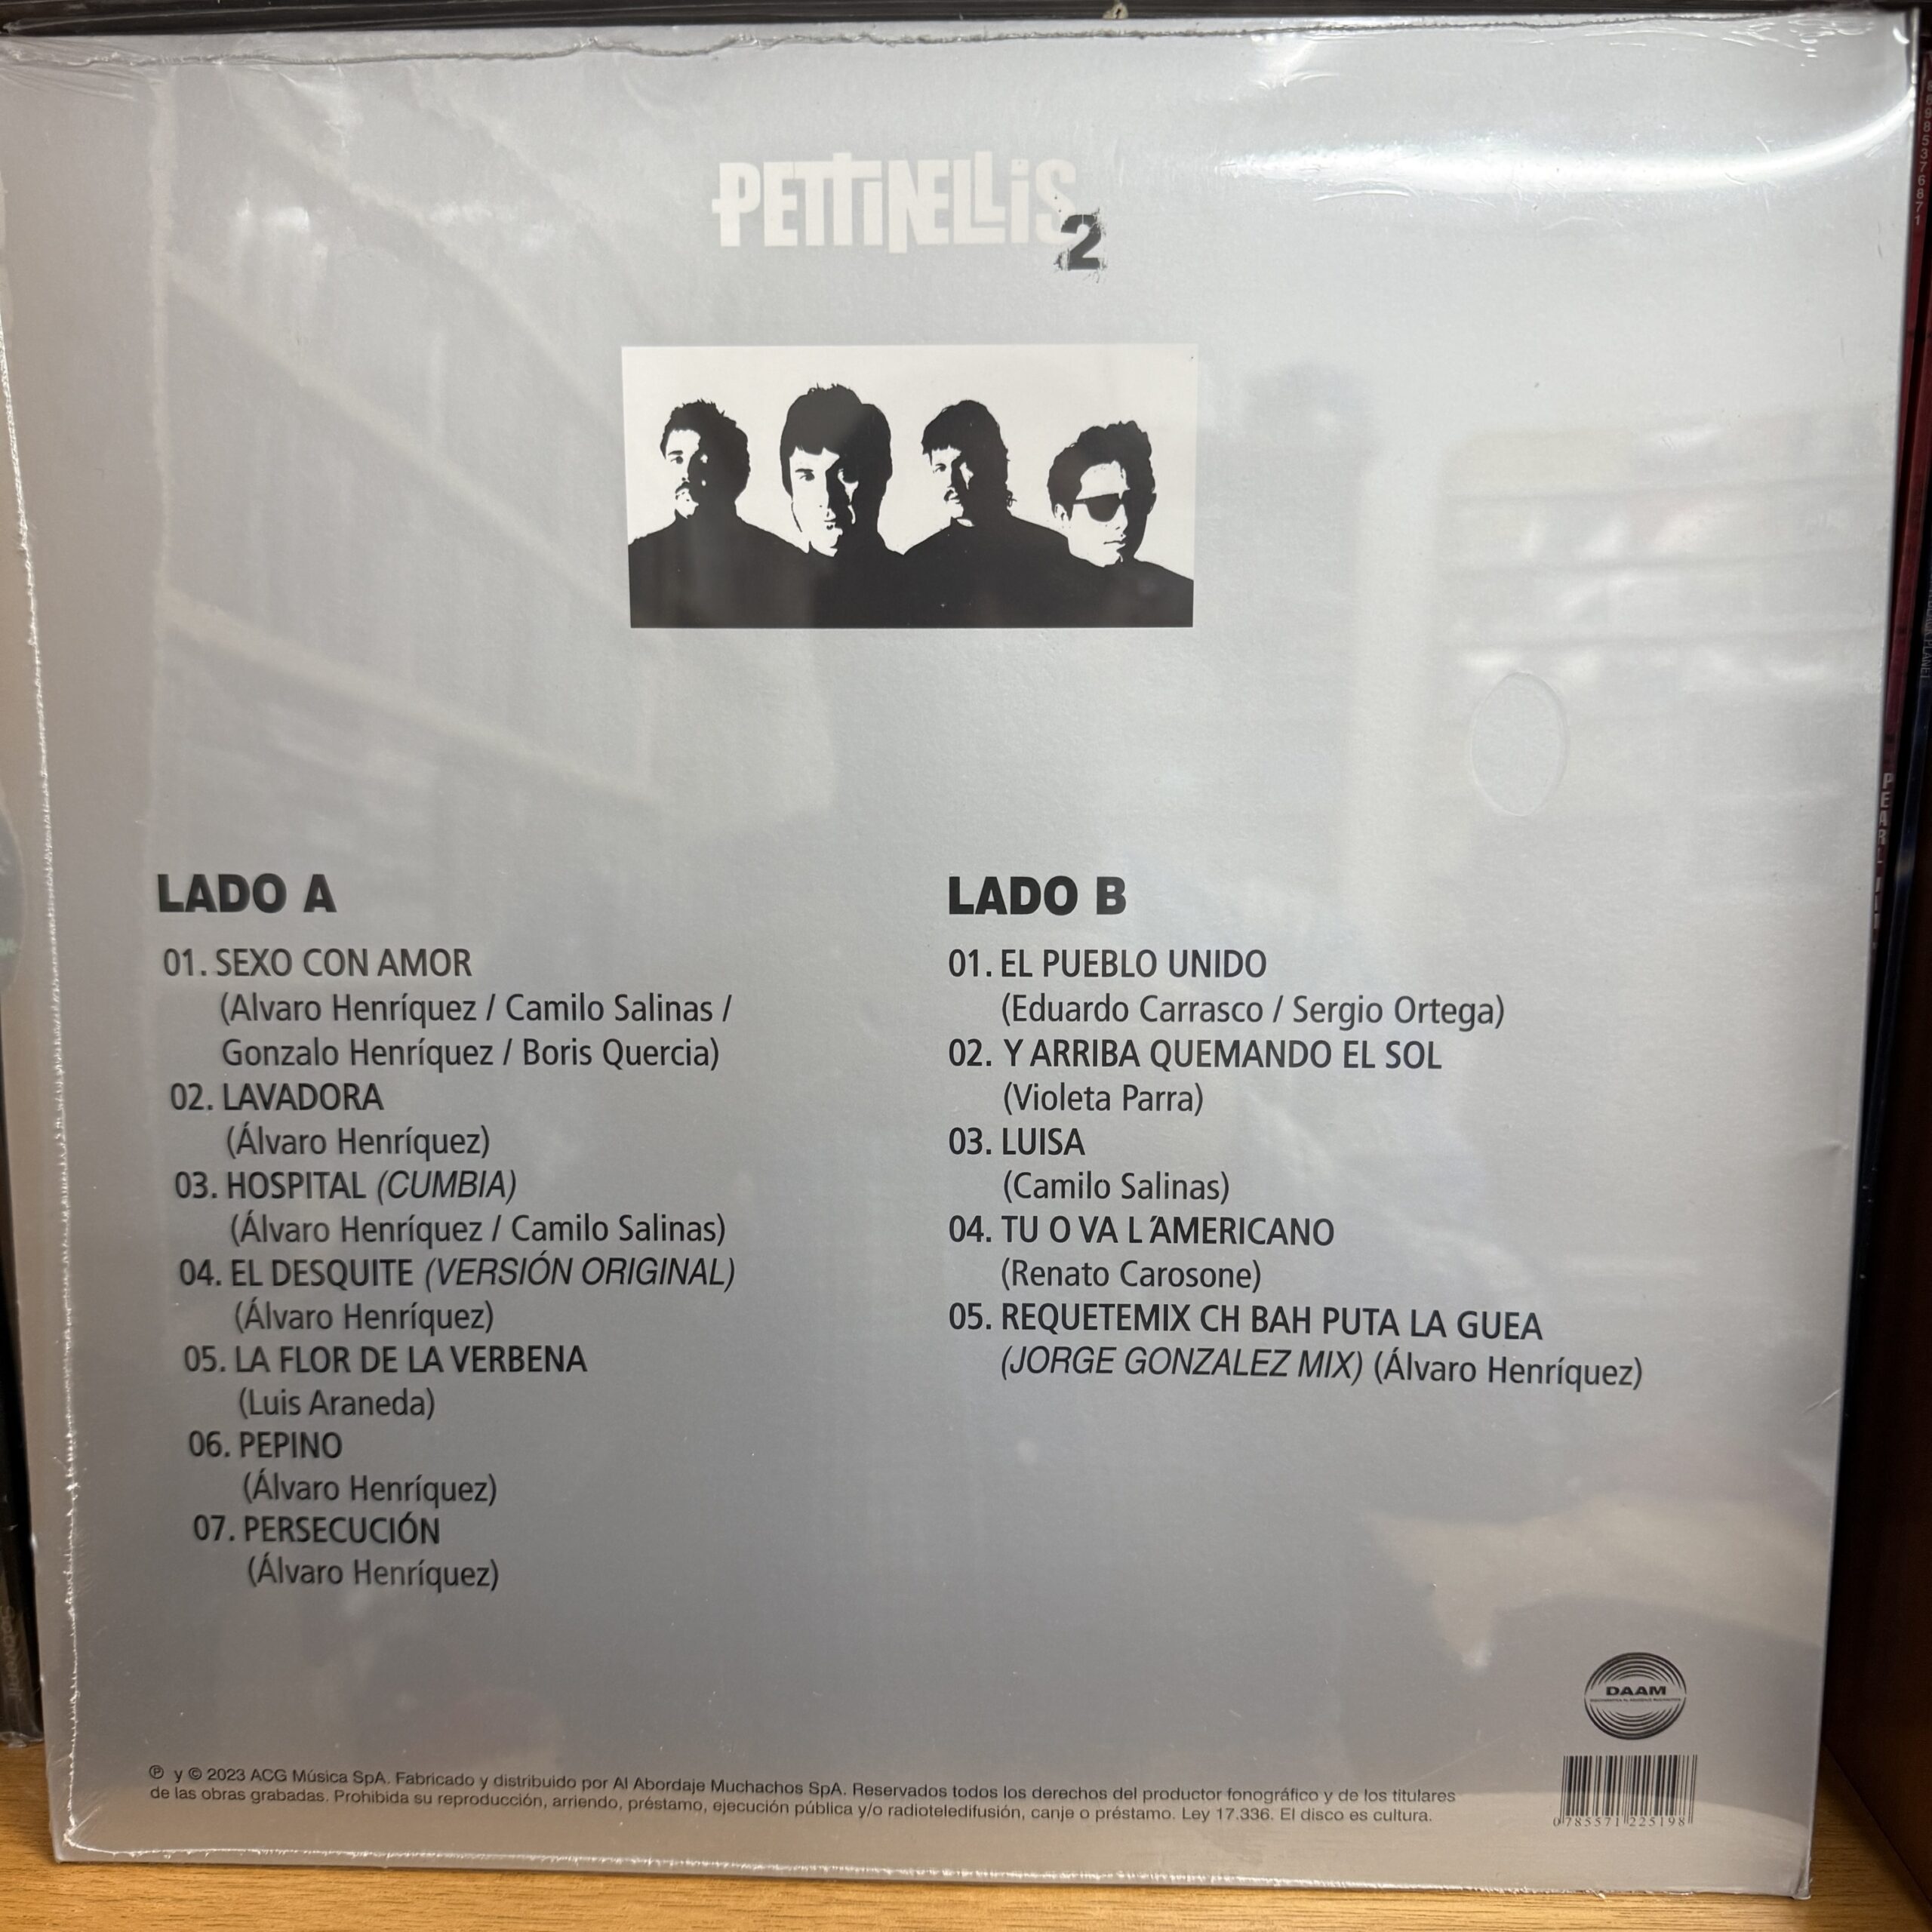 PETTINELLIS 2
LADO A
01. SEXO CON AMOR
(Alvaro Henríquez / Camilo Salinas /
Gonzalo Henríquez / Boris Quercia)
02. LAVADORA
(Álvaro Henríquez)
03. HOSPITAL (CUMBIA)
(Álvaro Henríquez / Camilo Salinas)
04. EL DESQUITE (VERSIÓN ORIGINAL)
(Álvaro Henríquez)
05. LA FLOR DE LA VERBENA
(Luis Araneda)
06. PEPINO
(Álvaro Henríquez)
07. PERSECUCIÓN
(Álvaro Henríquez)
LADO B
01. EL PUEBLO UNIDO
(Eduardo Carrasco / Sergio Ortega)
02. Y ARRIBA QUEMANDO EL SOL
(Violeta Parra)
03. LUISA
(Camilo Salinas)
04. TU O VA L´AMERICANO
(Renato Carosone)
05. REQUETEMIX CH BAH PUTA LA GUEA
(JORGE GONZALEZ MIX) (Álvaro Henríquez)
DAAM
℗ y © 2023 ACG Música SpA. Fabricado y distribuido por Al Abordaje Muchachos SpA. Reservados todos los derechos del productor fonográfico y de los titulares
de las obras grabadas. Prohibida su reproducción, arriendo, préstamo, ejecución pública y/o radioteledifusión, canje o préstamo. Ley 17.336. El disco es cultura.
0 785571 225198